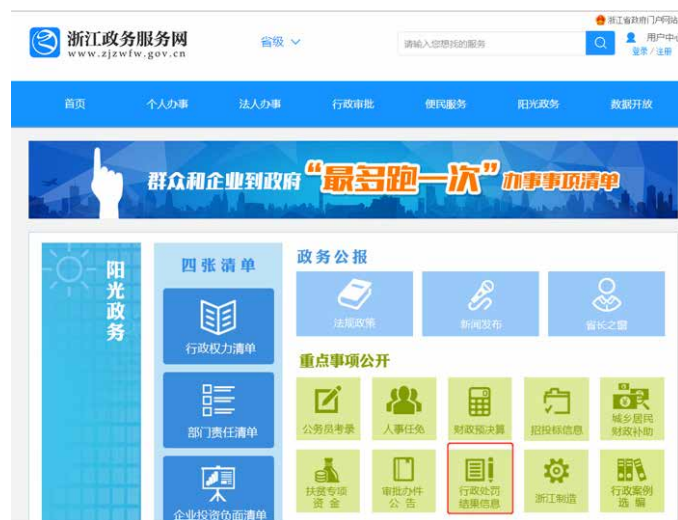 浙江省政府门户网站
浙江政务服务网
www.zjzwfw.gov.cn
省级
请输入您想找的服务
用户中心
登录 / 注册
首页 个人办事 法人办事 行政审批 便民服务 阳光政务 数据开放
群众和企业到政府“最多跑一次”办事事项清单
阳光政务
四张清单
行政权力清单
部门责任清单
企业投资负面清单
政务公报
法规政策 新闻发布 省长之窗
重点事项公开
公务员考录 人事任免 财政预决算 招投标信息 城乡居民
财政补助
扶贫专项
资 金
审批办件
公 告
行政处罚
结果信息
浙江制造
行政案例
选 编